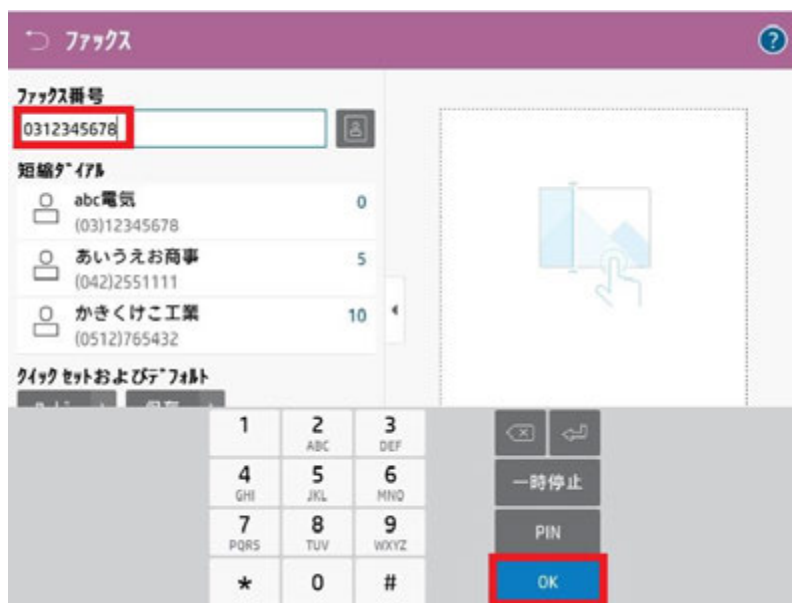 ファックス
?
ファックス番号
0312345678
短縮ダイアル
abc電気 0
(03)12345678
あいうえお商事 5
(042)2551111
かきくけこ工業 10
(0512)765432
クイックセットおよびデフォルト
1 2 ABC 3 DEF
4 GHI 5 JKL 6 MNO
一時停止
7 PQRS 8 TUV 9 WXYZ
PIN
* 0 #
OK